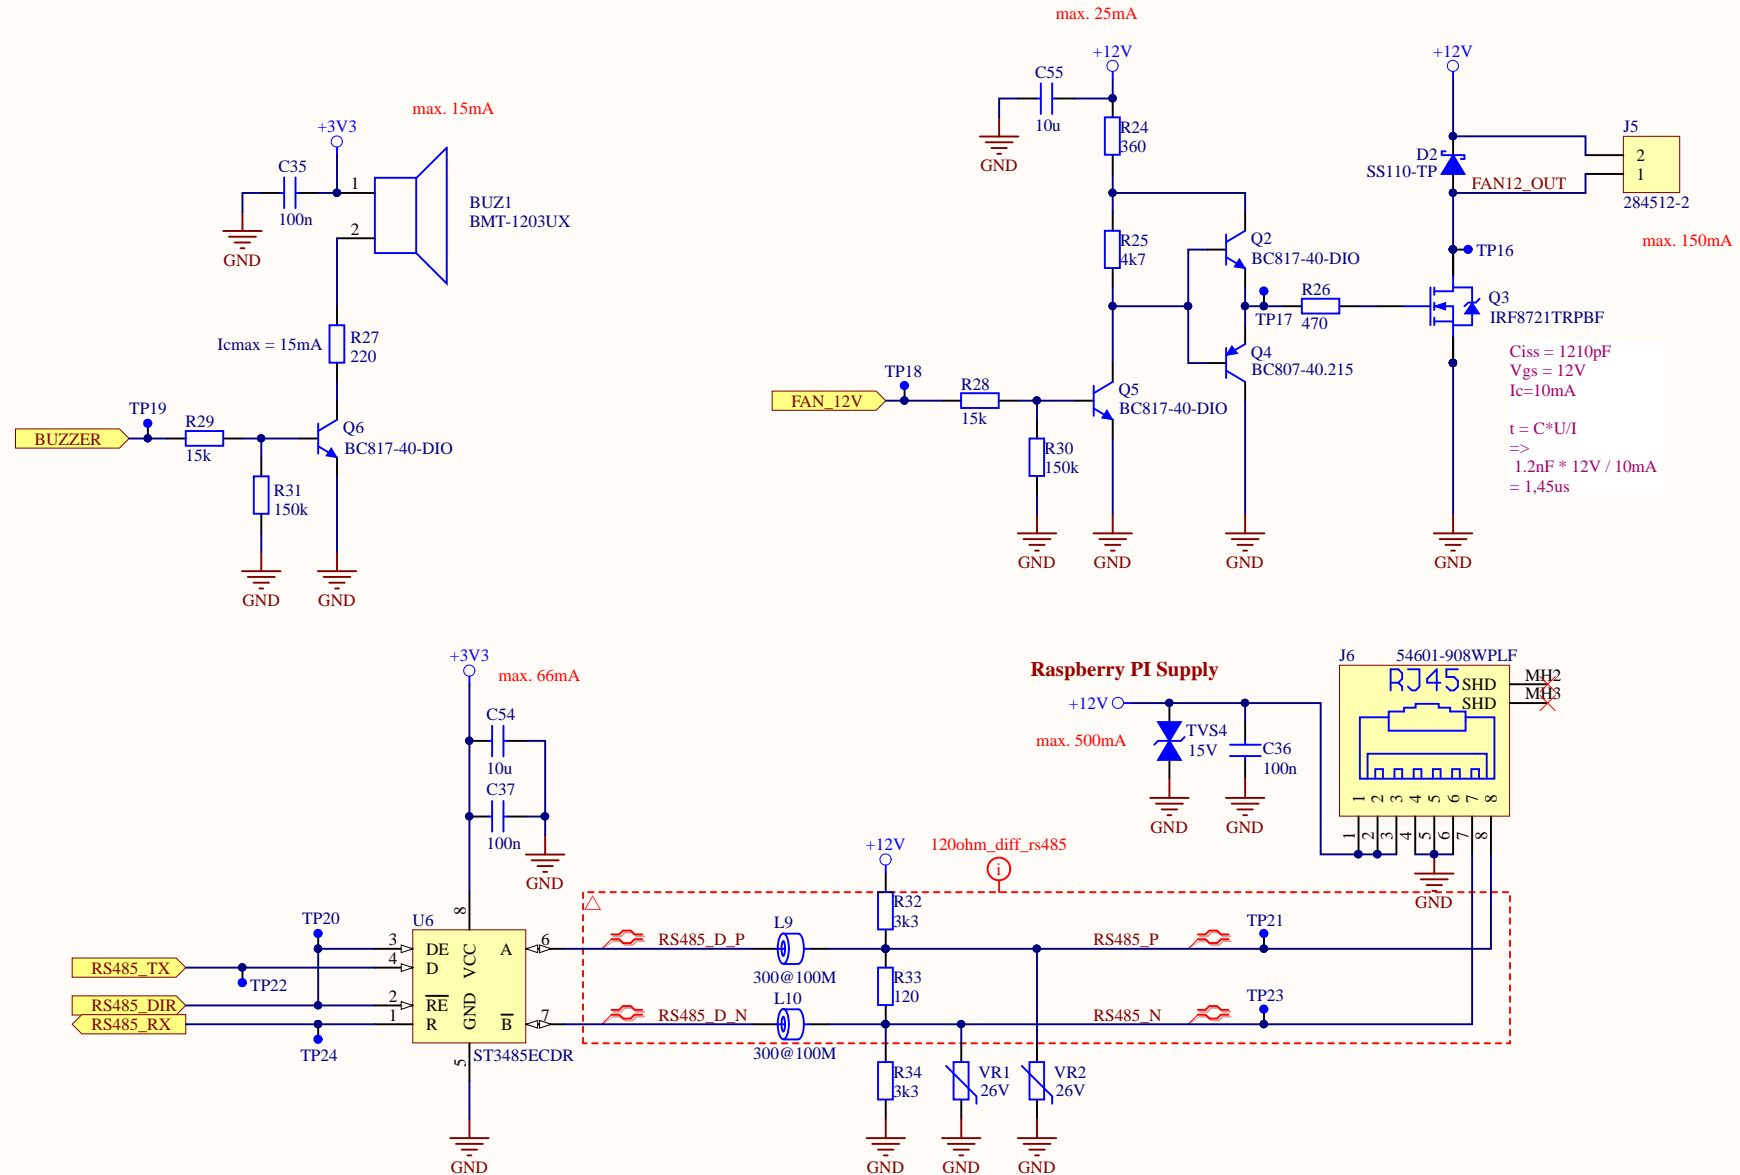 max. 15mA
+3V3
C35
100n
GND
1
2
BUZ1
BMT-1203UX
Icmax = 15mA
R27
220
TP19
BUZZER
R29
15k
Q6
BC817-40-DIO
R31
150k
GND
GND
max. 25mA
+12V
C55
10u
GND
R24
360
R25
4k7
Q2
BC817-40-DIO
TP17
R26
470
Q4
BC807-40.215
TP18
FAN_12V
R28
15k
Q5
BC817-40-DIO
R30
150k
GND
GND
GND
+12V
D2
SS110-TP
FAN12_OUT
J5
2
1
284512-2
max. 150mA
TP16
Q3
IRF8721TRPBF
Ciss = 1210pF
Vgs = 12V
Ic=10mA
t = C*U/I
=>
1.2nF * 12V / 10mA
= 1,45us
GND
+3V3
max. 66mA
C54
10u
C37
100n
GND
TP20
RS485_TX
TP22
RS485_DIR
RS485_RX
TP24
U6
3
4
2
1
DE
D
RE
R
VCC
GND
A
B
8
5
6
7
ST3485ECDR
GND
RS485_D_P
RS485_D_N
L9
300@100M
L10
300@100M
+12V
120ohm_diff_rs485
i
R32
3k3
R33
120
R34
3k3
GND
VR1
26V
GND
VR2
26V
GND
RS485_P
RS485_N
TP21
TP23
Raspberry PI Supply
+12V
max. 500mA
TVS4
15V
GND
C36
100n
GND
J6
54601-908WPLF
RJ45
SHD
SHD
MH2
MH3
1 2 3 4 5 6 7 8
1 2 3 4 5 6 7 8
GND